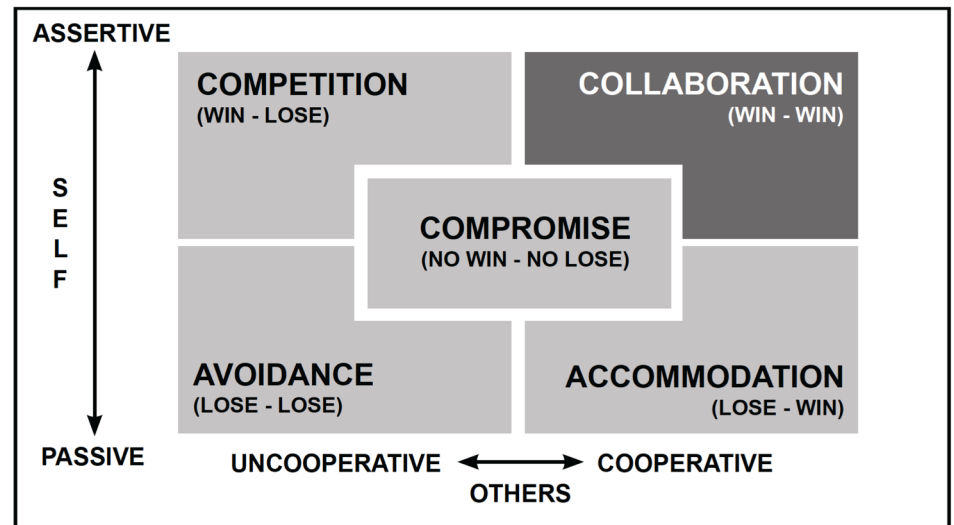 ASSERTIVE
COMPETITION
(WIN - LOSE)
COLLABORATION
(WIN - WIN)
S
E
L
F
COMPROMISE
(NO WIN - NO LOSE)
AVOIDANCE
(LOSE - LOSE)
ACCOMMODATION
(LOSE - WIN)
PASSIVE
UNCOOPERATIVE
COOPERATIVE
OTHERS